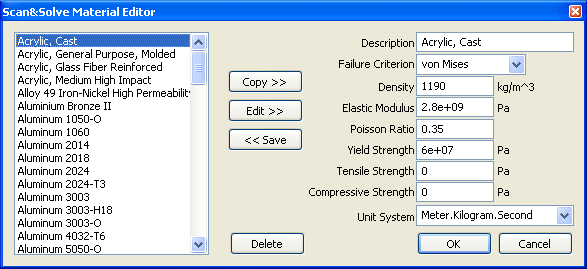 Scan&Solve Material Editor
Acrylic, Cast
Acrylic, General Purpose, Molded
Acrylic, Glass Fiber Reinforced
Acrylic, Medium High Impact
Alloy 49 Iron-Nickel High Permeability
Aluminum Bronze II
Aluminum 1050-O
Aluminum 1060
Aluminum 2014
Aluminum 2018
Aluminum 2024
Aluminum 2024-T3
Aluminum 3003
Aluminum 3003-H18
Aluminum 3003-O
Aluminum 4032-T6
Aluminum 5050-O
Copy >>
Edit >>
<< Save
Delete
Description Acrylic, Cast
Failure Criterion von Mises
Density 1190 kg/m^3
Elastic Modulus 2.8e+09 Pa
Poisson Ratio 0.35
Yield Strength 6e+07 Pa
Tensile Strength 0 Pa
Compressive Strength 0 Pa
Unit System Meter.Kilogram.Second
OK Cancel